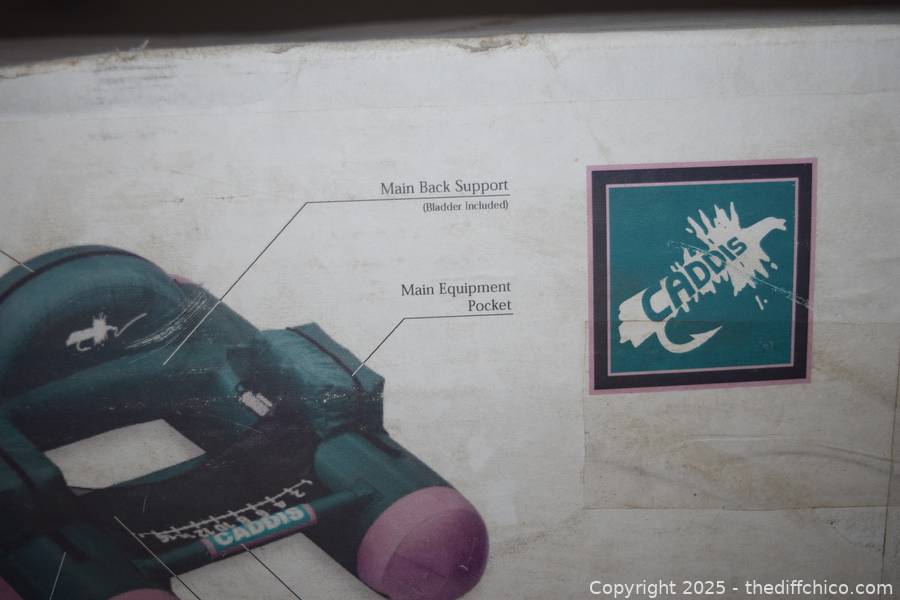 Main Back Support
(Bladder Included)
Main Equipment
Pocket
CADDIS
CADDIS
Copyright 2025 - thediffchico.com